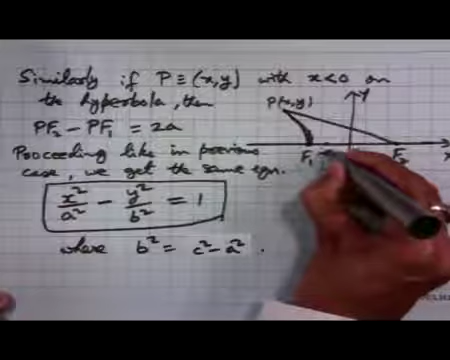 Similarly if P ≡ (x,y) with x<0 on
the hyperbola, then
PF₂ - PF₁ = 2a
Proceeding like in previous
case, we get the same eqn.
x²/a² - y²/b² = 1
where b² = c² - a².
P(x,y)
Y
F₁
F₂
x